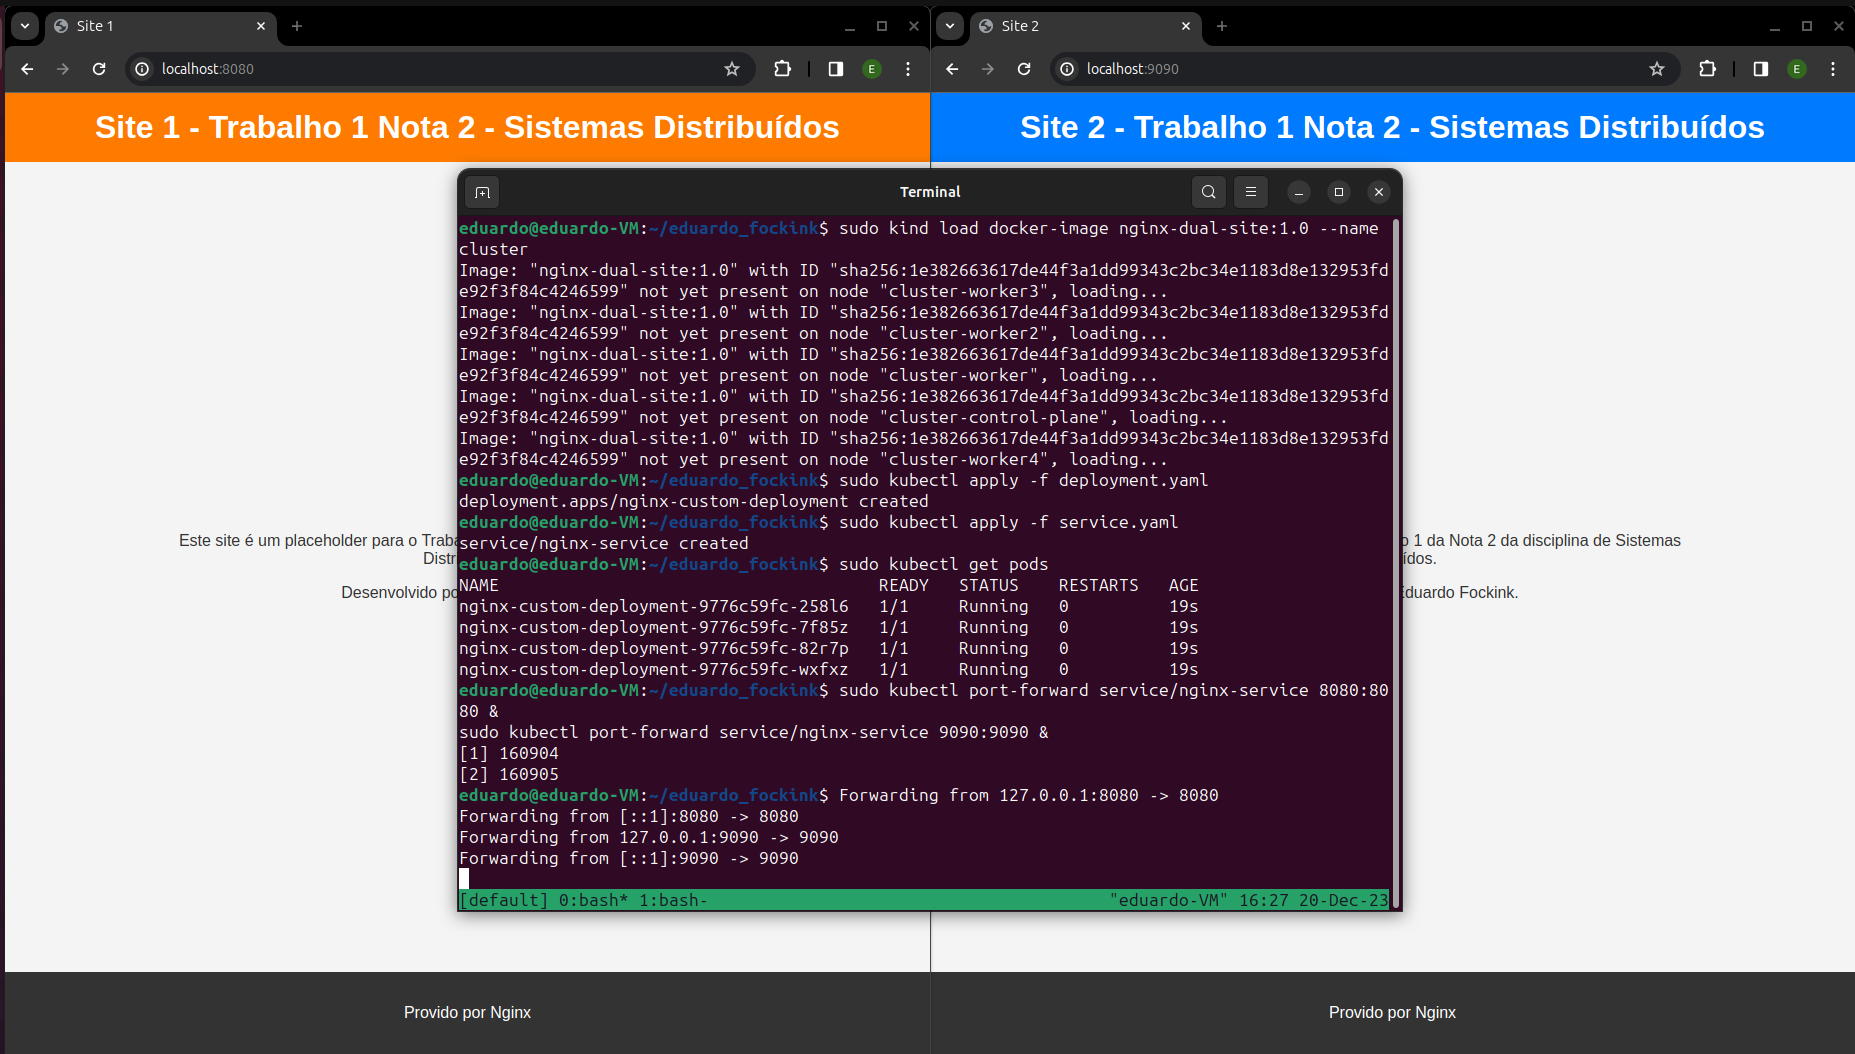 Site 1
localhost:8080
E
Site 1 - Trabalho 1 Nota 2 - Sistemas Distribuídos
Este site é um placeholder para o Trab
Distr
Desenvolvido po
Provido por Nginx
Site 2
localhost:9090
E
Site 2 - Trabalho 1 Nota 2 - Sistemas Distribuídos
o 1 da Nota 2 da disciplina de Sistemas
ídos.
Eduardo Fockink.
Provido por Nginx
Terminal
eduardo@eduardo-VM:~/eduardo_fockink$ sudo kind load docker-image nginx-dual-site:1.0 --name
cluster
Image: "nginx-dual-site:1.0" with ID "sha256:1e382663617de44f3a1dd99343c2bc34e1183d8e132953fd
e92f3f84c4246599" not yet present on node "cluster-worker3", loading...
Image: "nginx-dual-site:1.0" with ID "sha256:1e382663617de44f3a1dd99343c2bc34e1183d8e132953fd
e92f3f84c4246599" not yet present on node "cluster-worker2", loading...
Image: "nginx-dual-site:1.0" with ID "sha256:1e382663617de44f3a1dd99343c2bc34e1183d8e132953fd
e92f3f84c4246599" not yet present on node "cluster-worker", loading...
Image: "nginx-dual-site:1.0" with ID "sha256:1e382663617de44f3a1dd99343c2bc34e1183d8e132953fd
e92f3f84c4246599" not yet present on node "cluster-control-plane", loading...
Image: "nginx-dual-site:1.0" with ID "sha256:1e382663617de44f3a1dd99343c2bc34e1183d8e132953fd
e92f3f84c4246599" not yet present on node "cluster-worker4", loading...
eduardo@eduardo-VM:~/eduardo_fockink$ sudo kubectl apply -f deployment.yaml
deployment.apps/nginx-custom-deployment created
eduardo@eduardo-VM:~/eduardo_fockink$ sudo kubectl apply -f service.yaml
service/nginx-service created
eduardo@eduardo-VM:~/eduardo_fockink$ sudo kubectl get pods
NAME READY STATUS RESTARTS AGE
nginx-custom-deployment-9776c59fc-258l6 1/1 Running 0 19s
nginx-custom-deployment-9776c59fc-7f85z 1/1 Running 0 19s
nginx-custom-deployment-9776c59fc-82r7p 1/1 Running 0 19s
nginx-custom-deployment-9776c59fc-wxfxz 1/1 Running 0 19s
eduardo@eduardo-VM:~/eduardo_fockink$ sudo kubectl port-forward service/nginx-service 8080:80
80 &
sudo kubectl port-forward service/nginx-service 9090:9090 &
[1] 160904
[2] 160905
eduardo@eduardo-VM:~/eduardo_fockink$ Forwarding from 127.0.0.1:8080 -> 8080
Forwarding from [::1]:8080 -> 8080
Forwarding from 127.0.0.1:9090 -> 9090
Forwarding from [::1]:9090 -> 9090
[default] 0:bash* 1:bash- "eduardo-VM" 16:27 20-Dec-23